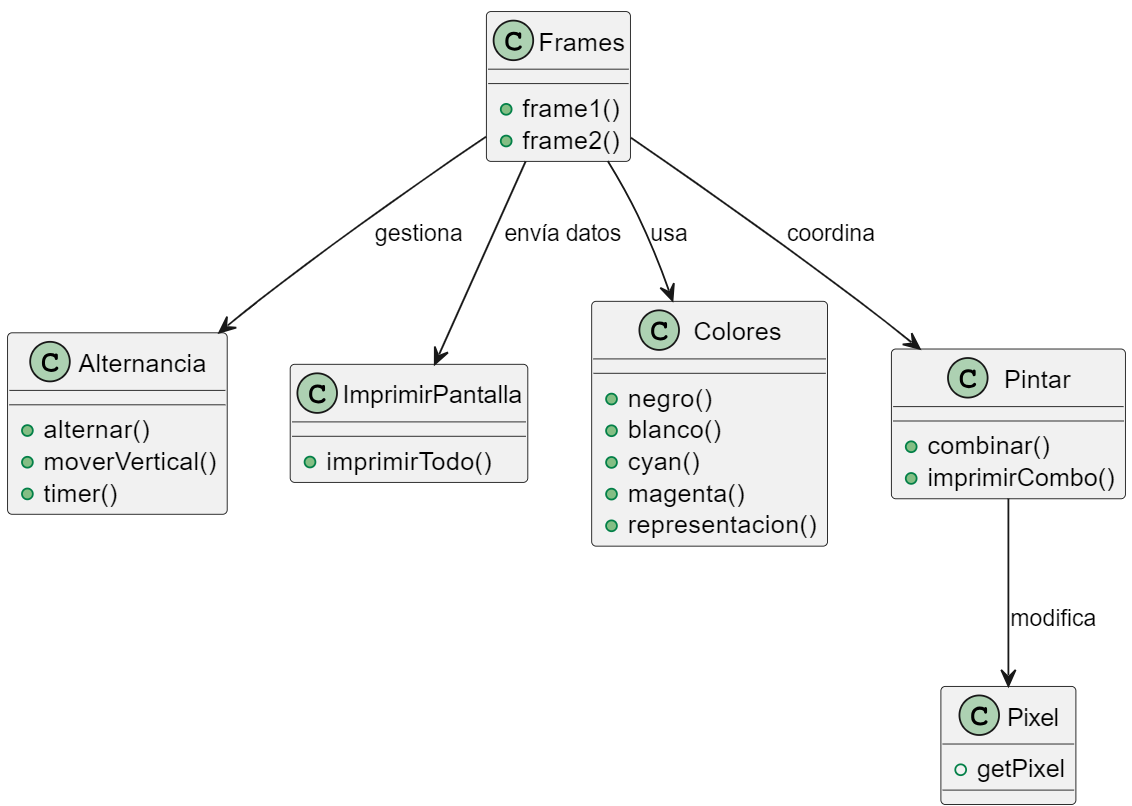 C Frames
frame1()
frame2()
gestiona
envía datos
usa
coordina
C Alternancia
alternar()
moverVertical()
timer()
C ImprimirPantalla
imprimirTodo()
C Colores
negro()
blanco()
cyan()
magenta()
representacion()
C Pintar
combinar()
imprimirCombo()
modifica
C Pixel
getPixel